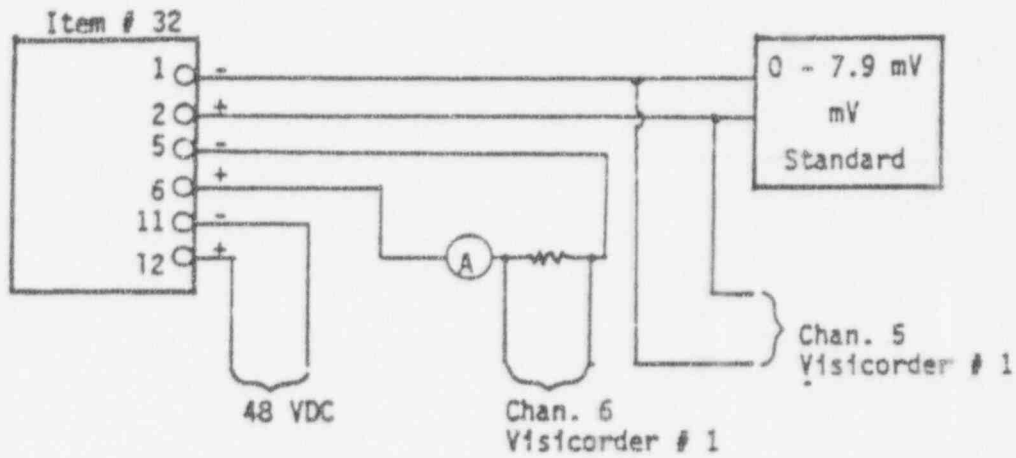 Item # 32
1 -
2 +
5 -
6 +
11 -
12 +
0 - 7.9 mV
mV
Standard
A
48 VDC
Chan. 6
Visicorder # 1
Chan. 5
Visicorder # 1